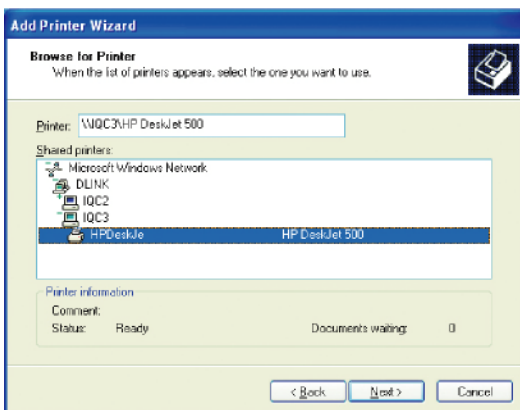 Add Printer Wizard
Browse for Printer
When the list of printers appears, select the one you want to use.
Printer: \\IQC3\HP DeskJet 500
Shared printers:
Microsoft Windows Network
DLINK
IQC2
IQC3
HPDeskJe HP DeskJet 500
Printer information
Comment:
Status: Ready Documents waiting: 0
< Back Next > Cancel